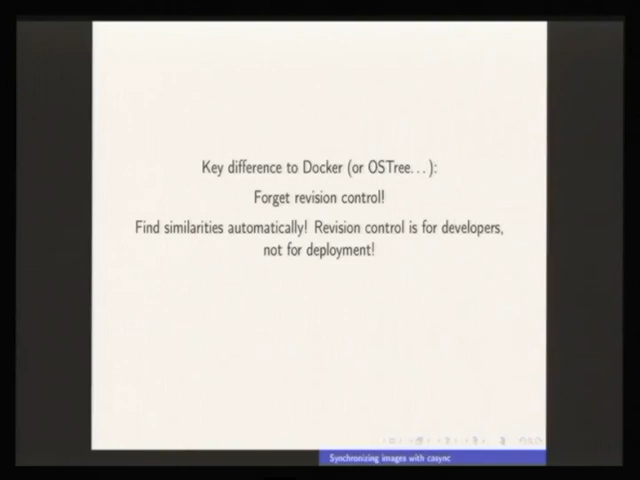 Key difference to Docker (or OSTree...):
Forget revision control!
Find similarities automatically! Revision control is for developers,
not for deployment!
Synchronizing images with casync